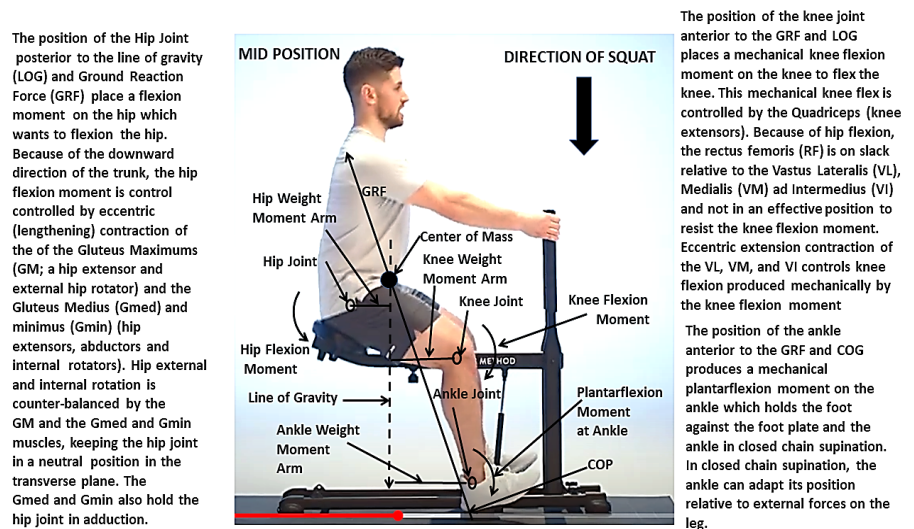 The position of the Hip Joint
posterior to the line of gravity
(LOG) and Ground Reaction
Force (GRF) place a flexion
moment on the hip which
wants to flexion the hip.
Because of the downward
direction of the trunk, the hip
flexion moment is control
controlled by eccentric
(lengthening) contraction of
the of the Gluteus Maximums
(GM; a hip extensor and
external hip rotator) and the
Gluteus Medius (Gmed) and
minimus (Gmin) (hip
extensors, abductors and
internal rotators). Hip external
and internal rotation is
counter-balanced by the
GM and the Gmed and Gmin
muscles, keeping the hip joint
in a neutral position in the
transverse plane. The
Gmed and Gmin also hold the
hip joint in adduction.
MID POSITION
DIRECTION OF SQUAT
GRF
Hip Weight
Moment Arm
Center of Mass
Hip Joint
Knee Weight
Moment Arm
Knee Joint
Knee Flexion
Moment
Hip Flexion
Moment
METHOD
Line of Gravity
Ankle Joint
Plantarflexion
Moment
at Ankle
Ankle Weight
Moment
Arm
COP
The position of the knee joint
anterior to the GRF and LOG
places a mechanical knee flexion
moment on the knee to flex the
knee. This mechanical knee flex is
controlled by the Quadriceps (knee
extensors). Because of hip flexion,
the rectus femoris (RF) is on slack
relative to the Vastus Lateralis (VL),
Medialis (VM) ad Intermedius (VI)
and not in an effective position to
resist the knee flexion moment.
Eccentric extension contraction of
the VL, VM, and VI controls knee
flexion produced mechanically by
the knee flexion moment
The position of the ankle
anterior to the GRF and COG
produces a mechanical
plantarflexion moment on the
ankle which holds the foot
against the foot plate and the
ankle in closed chain supination.
In closed chain supination, the
ankle can adapt its position
relative to external forces on the
leg.